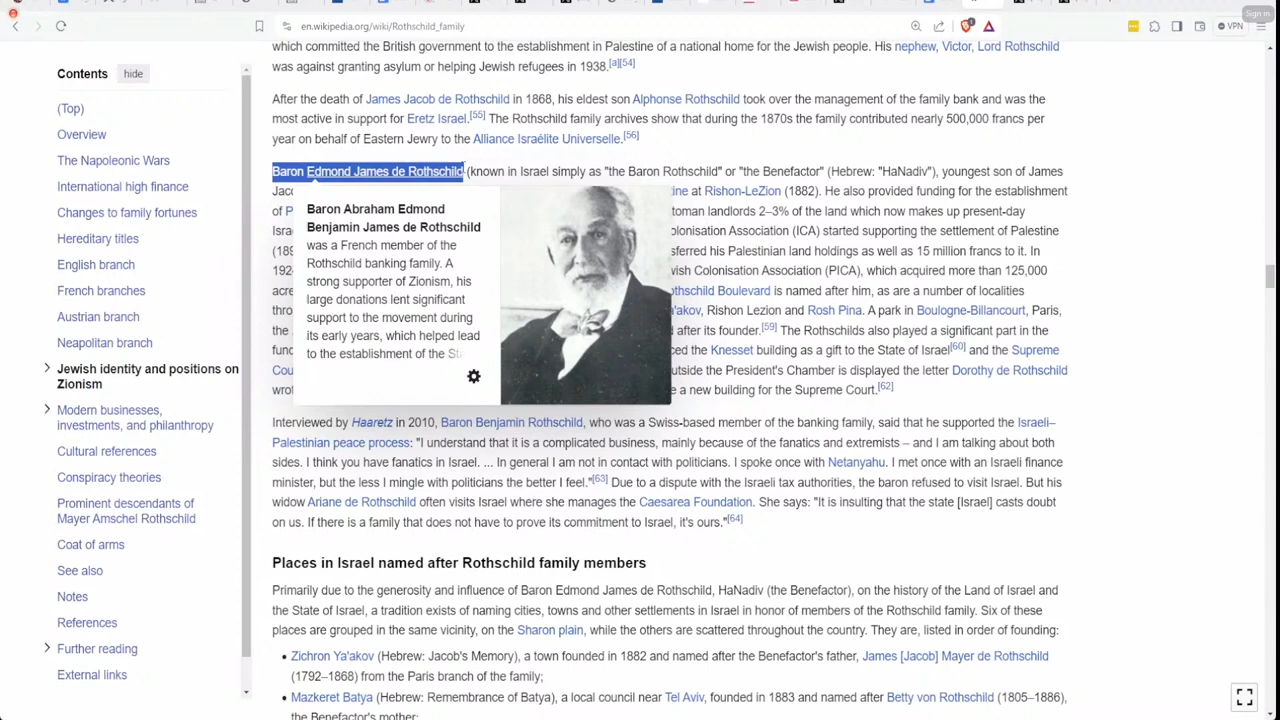 Sign in
en.wikipedia.org/wiki/Rothschild_family
VPN
Contents hide
(Top)
Overview
The Napoleonic Wars
International high finance
Changes to family fortunes
Hereditary titles
English branch
French branches
Austrian branch
Neapolitan branch
Jewish identity and positions on
Zionism
Modern businesses,
investments, and philanthropy
Cultural references
Conspiracy theories
Prominent descendants of
Mayer Amschel Rothschild
Coat of arms
See also
Notes
References
Further reading
External links
which committed the British government to the establishment in Palestine of a national home for the Jewish people. His nephew, Victor, Lord Rothschild
was against granting asylum or helping Jewish refugees in 1938.[a][54]
After the death of James Jacob de Rothschild in 1868, his eldest son Alphonse Rothschild took over the management of the family bank and was the
most active in support for Eretz Israel.[55] The Rothschild family archives show that during the 1870s the family contributed nearly 500,000 francs per
year on behalf of Eastern Jewry to the Alliance Israélite Universelle.[56]
Baron Edmond James de Rothschild (known in Israel simply as "the Baron Rothschild" or "the Benefactor" (Hebrew: "HaNadiv"), youngest son of James
Jaco
ine at Rishon-LeZion (1882). He also provided funding for the establishment
of P
toman landlords 2–3% of the land which now makes up present-day
Israe
olonisation Association (ICA) started supporting the settlement of Palestine
(189
sferred his Palestinian land holdings as well as 15 million francs to it. In
192
wish Colonisation Association (PICA), which acquired more than 125,000
acre
thschild Boulevard is named after him, as are a number of localities
thro
a'akov, Rishon Lezion and Rosh Pina. A park in Boulogne-Billancourt, Paris,
the
d after its founder.[59] The Rothschilds also played a significant part in the
func
ced the Knesset building as a gift to the State of Israel[60] and the Supreme
Cou
utside the President's Chamber is displayed the letter Dorothy de Rothschild
wrot
e a new building for the Supreme Court.[62]
Baron Abraham Edmond
Benjamin James de Rothschild
was a French member of the
Rothschild banking family. A
strong supporter of Zionism, his
large donations lent significant
support to the movement during
its early years, which helped lead
to the establishment of the Sta
Interviewed by Haaretz in 2010, Baron Benjamin Rothschild, who was a Swiss-based member of the banking family, said that he supported the Israeli–
Palestinian peace process: "I understand that it is a complicated business, mainly because of the fanatics and extremists – and I am talking about both
sides. I think you have fanatics in Israel. ... In general I am not in contact with politicians. I spoke once with Netanyahu. I met once with an Israeli finance
minister, but the less I mingle with politicians the better I feel."[63] Due to a dispute with the Israeli tax authorities, the baron refused to visit Israel. But his
widow Ariane de Rothschild often visits Israel where she manages the Caesarea Foundation. She says: "It is insulting that the state [Israel] casts doubt
on us. If there is a family that does not have to prove its commitment to Israel, it's ours."[64]
Places in Israel named after Rothschild family members
Primarily due to the generosity and influence of Baron Edmond James de Rothschild, HaNadiv (the Benefactor), on the history of the Land of Israel and
the State of Israel, a tradition exists of naming cities, towns and other settlements in Israel in honor of members of the Rothschild family. Six of these
places are grouped in the same vicinity, on the Sharon plain, while the others are scattered throughout the country. They are, listed in order of founding:
Zichron Ya'akov (Hebrew: Jacob's Memory), a town founded in 1882 and named after the Benefactor's father, James [Jacob] Mayer de Rothschild
(1792–1868) from the Paris branch of the family;
Mazkeret Batya (Hebrew: Remembrance of Batya), a local council near Tel Aviv, founded in 1883 and named after Betty von Rothschild (1805–1886),
the Benefactor's mother;